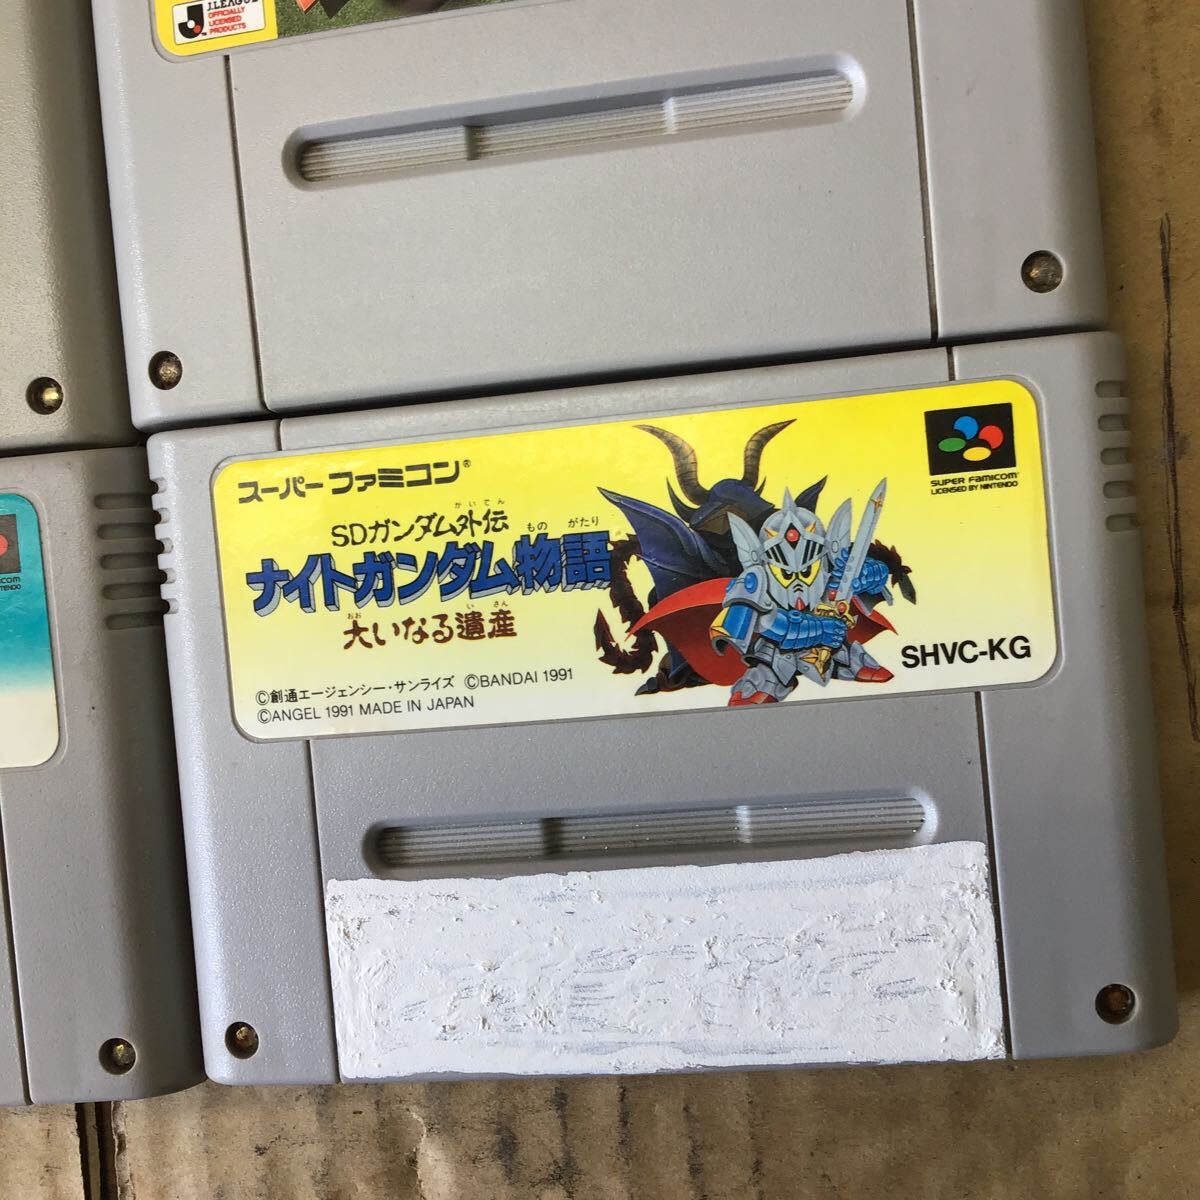 J.LEAGUE
OFFICIALLY
LICENSED
PRODUCTS
スーパーファミコン®
かいでん
SDガンダム外伝
もの がたり
ナイトガンダム物語
おお い さん
大いなる遺産
©創通エージェンシー・サンライズ ©BANDAI 1991
©ANGEL 1991 MADE IN JAPAN
SUPER FAMICOM
LICENSED BY NINTENDO
SHVC-KG